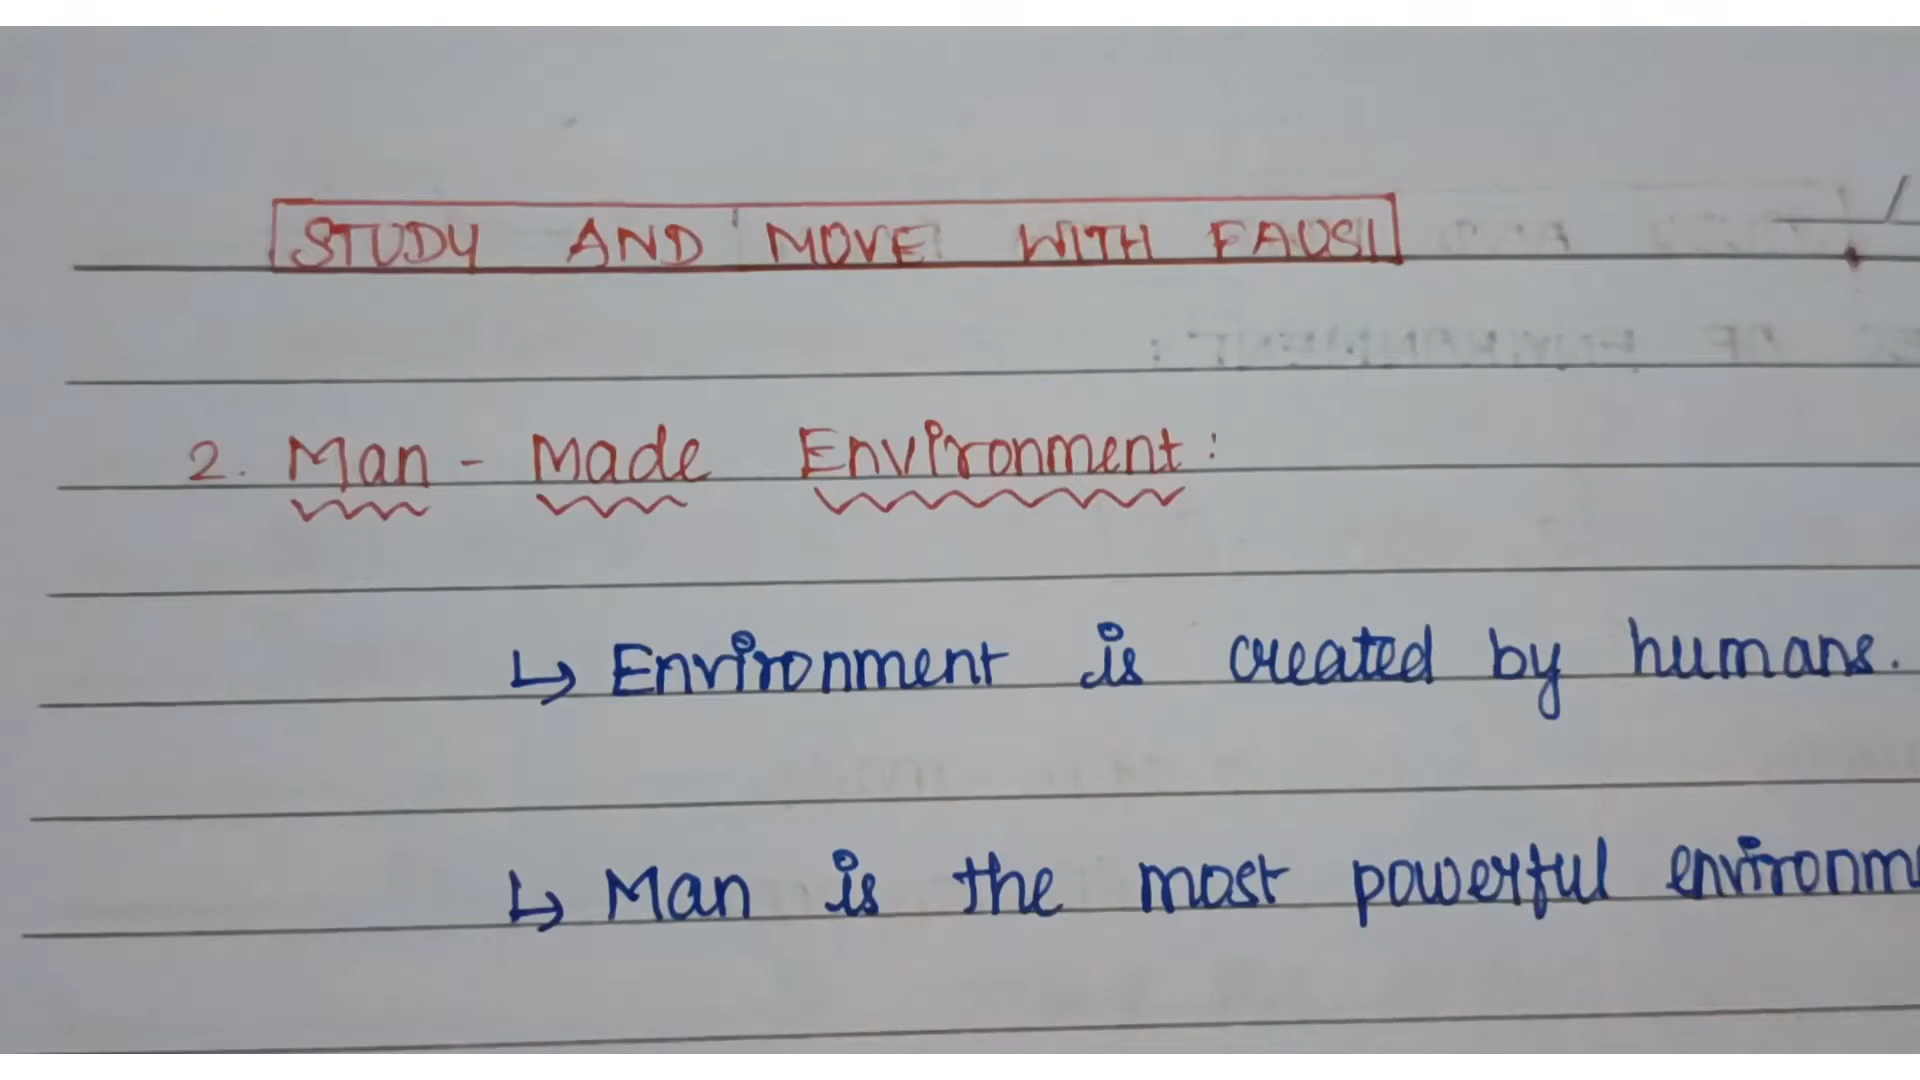 STUDY AND MOVE WITH FAUSI
2. Man - Made Environment:
↳ Environment is created by humans.
↳ Man is the most powerful